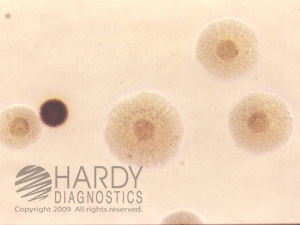 HARDY
DIAGNOSTICS
Copyright 2009 All rights reserved.